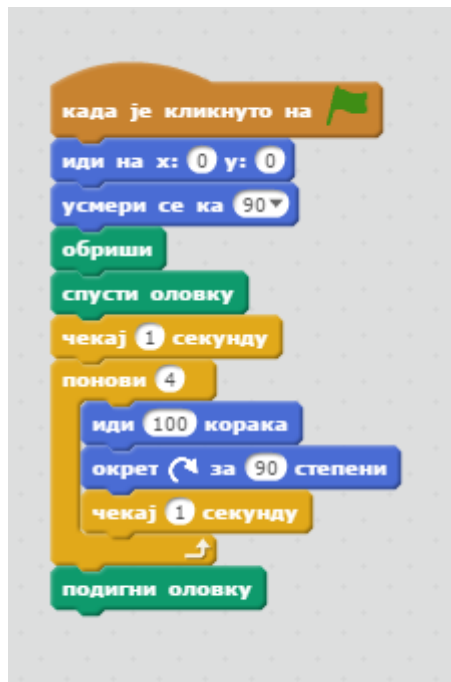 када је кликнуто на
иди на x: 0 y: 0
усмери се ка 90
обриши
спусти оловку
чекај 1 секунду
понови 4
иди 100 корака
окрет за 90 степени
чекај 1 секунду
подигни оловку